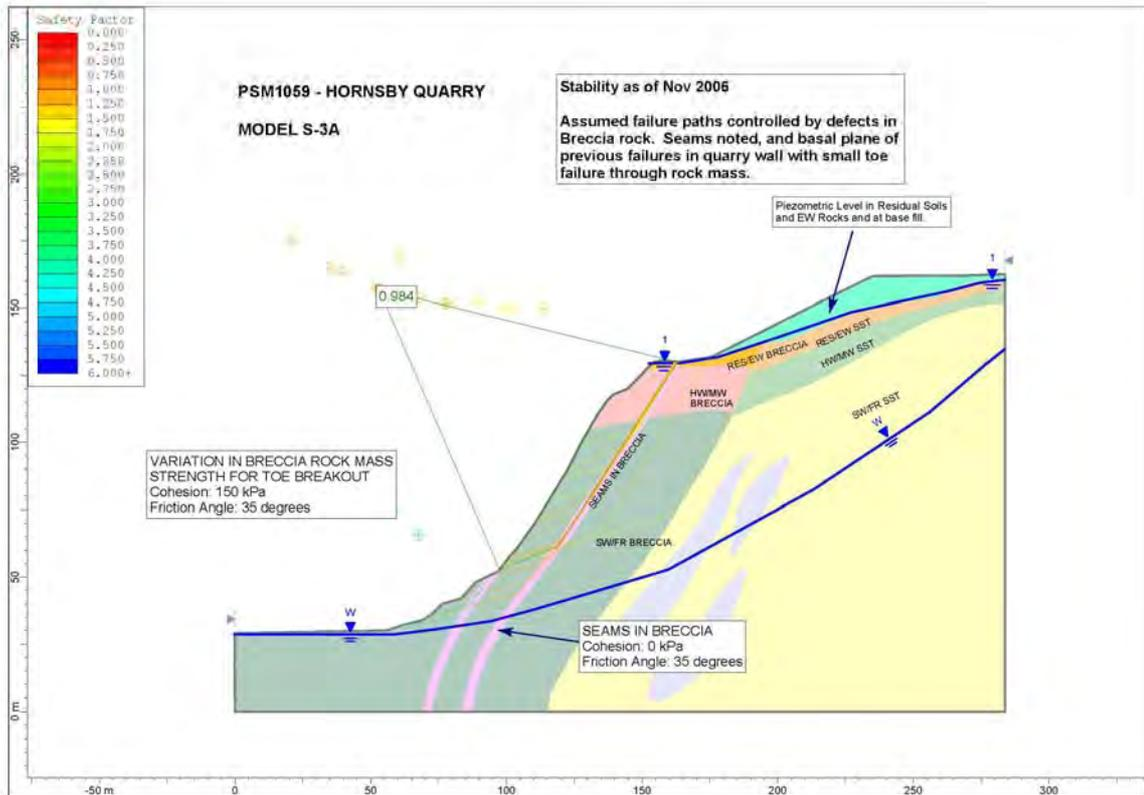 Safety Factor
0.000
0.250
0.500
0.750
1.000
1.250
1.500
1.750
2.000
2.250
2.500
2.750
3.000
3.250
3.500
3.750
4.000
4.250
4.500
4.750
5.000
5.250
5.500
5.750
6.000+
PSM1059 - HORNSBY QUARRY
MODEL S-3A
Stability as of Nov 2006
Assumed failure paths controlled by defects in
Breccia rock. Seams noted, and basal plane of
previous failures in quarry wall with small toe
failure through rock mass.
Piezometric Level in Residual Soils
and EW Rocks and at base fill.
0.984
1
1
RES/EW BRECCIA
RES/EW SST
HW/MW SST
HW/MW
BRECCIA
SW/FR SST
W
SEAMS IN BRECCIA
VARIATION IN BRECCIA ROCK MASS
STRENGTH FOR TOE BREAKOUT
Cohesion: 150 kPa
Friction Angle: 35 degrees
SW/FR BRECCIA
W
SEAMS IN BRECCIA
Cohesion: 0 kPa
Friction Angle: 35 degrees
250
200
150
100
50
0 m
-50 m
0
50
100
150
200
250
300